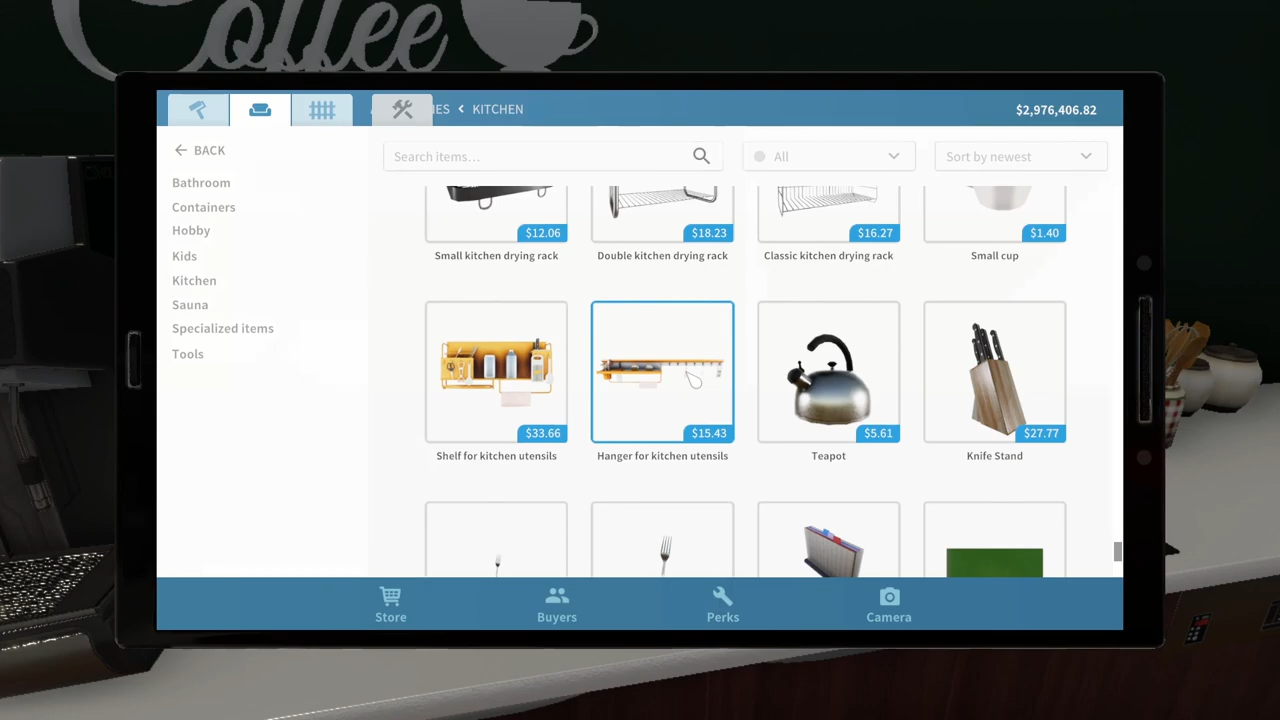 Coffee
IES < KITCHEN
$2,976,406.82
BACK
Bathroom
Containers
Hobby
Kids
Kitchen
Sauna
Specialized items
Tools
Search items…
All
Sort by newest
$12.06
$18.23
$16.27
$1.40
Small kitchen drying rack
Double kitchen drying rack
Classic kitchen drying rack
Small cup
$33.66
$15.43
$5.61
$27.77
Shelf for kitchen utensils
Hanger for kitchen utensils
Teapot
Knife Stand
Store
Buyers
Perks
Camera